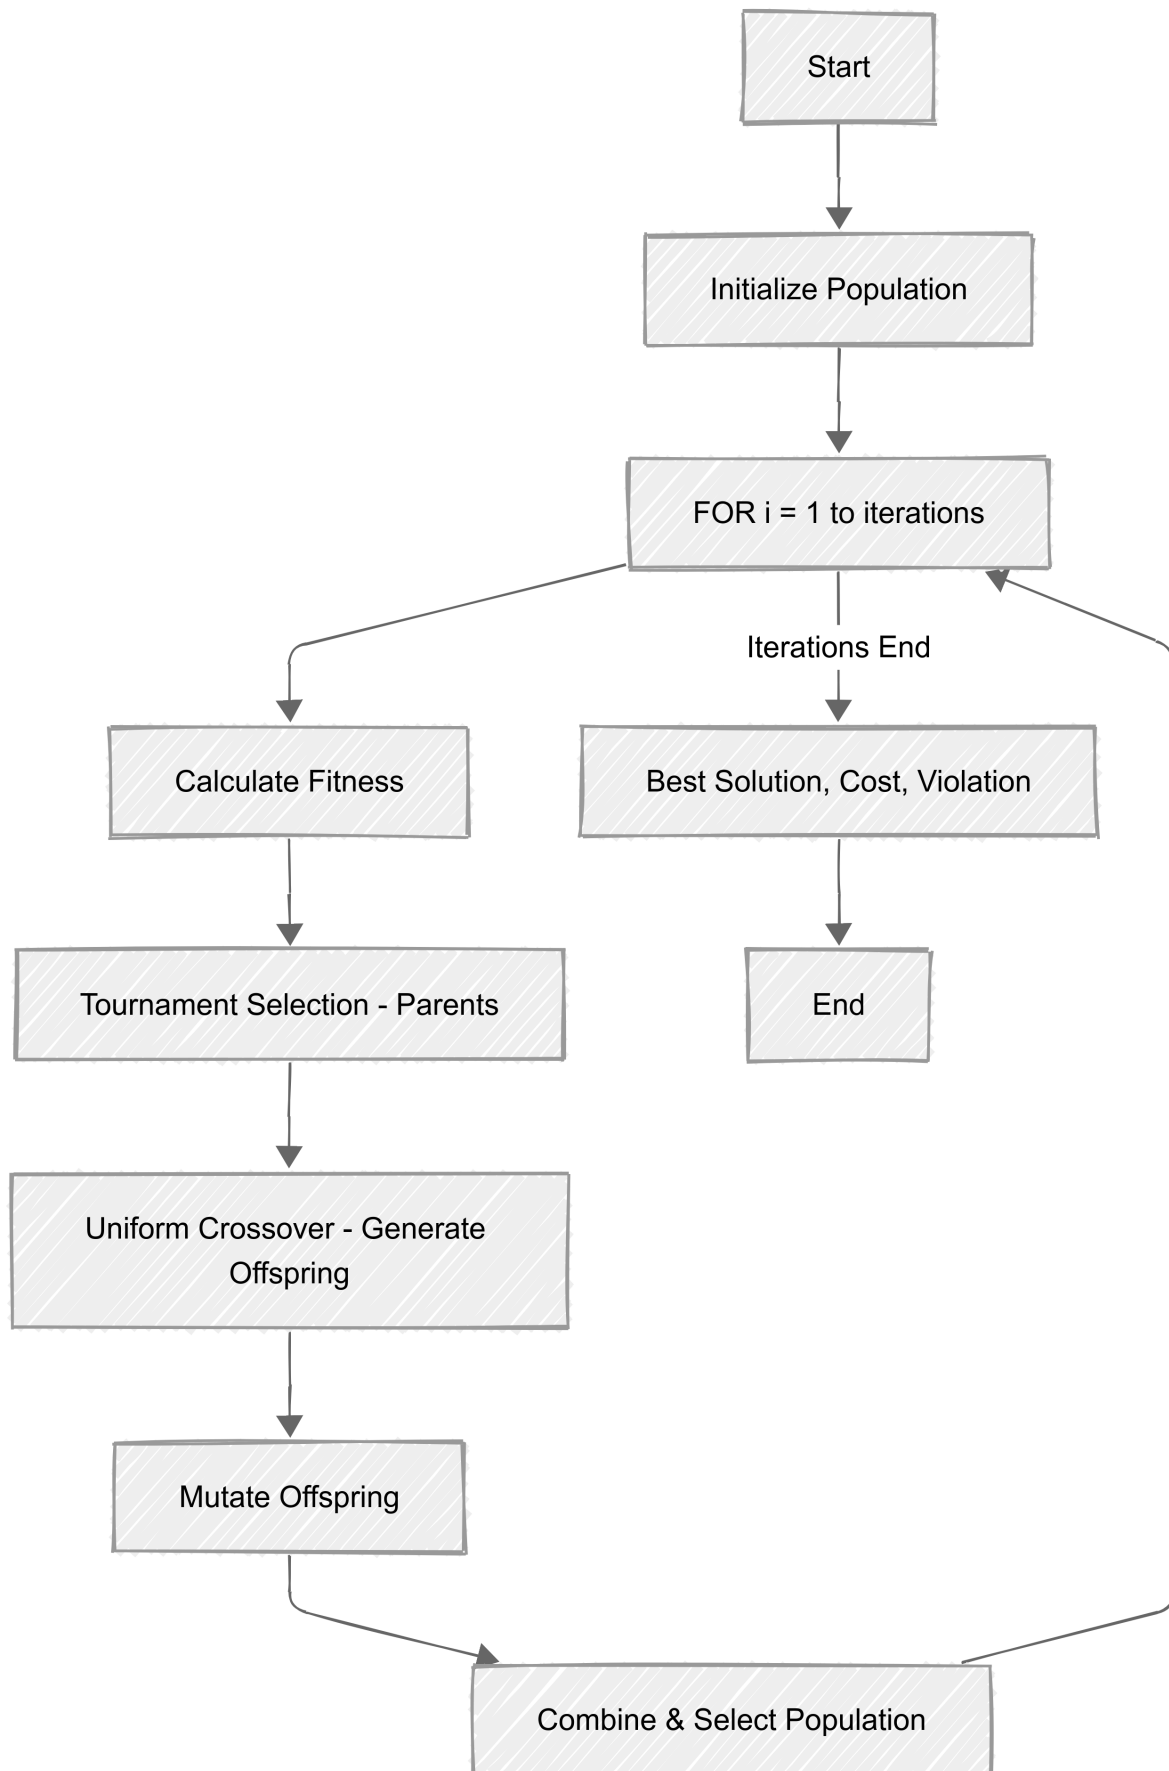 Start
Initialize Population
FOR i = 1 to iterations
Iterations End
Calculate Fitness
Best Solution, Cost, Violation
Tournament Selection - Parents
End
Uniform Crossover - Generate
Offspring
Mutate Offspring
Combine & Select Population